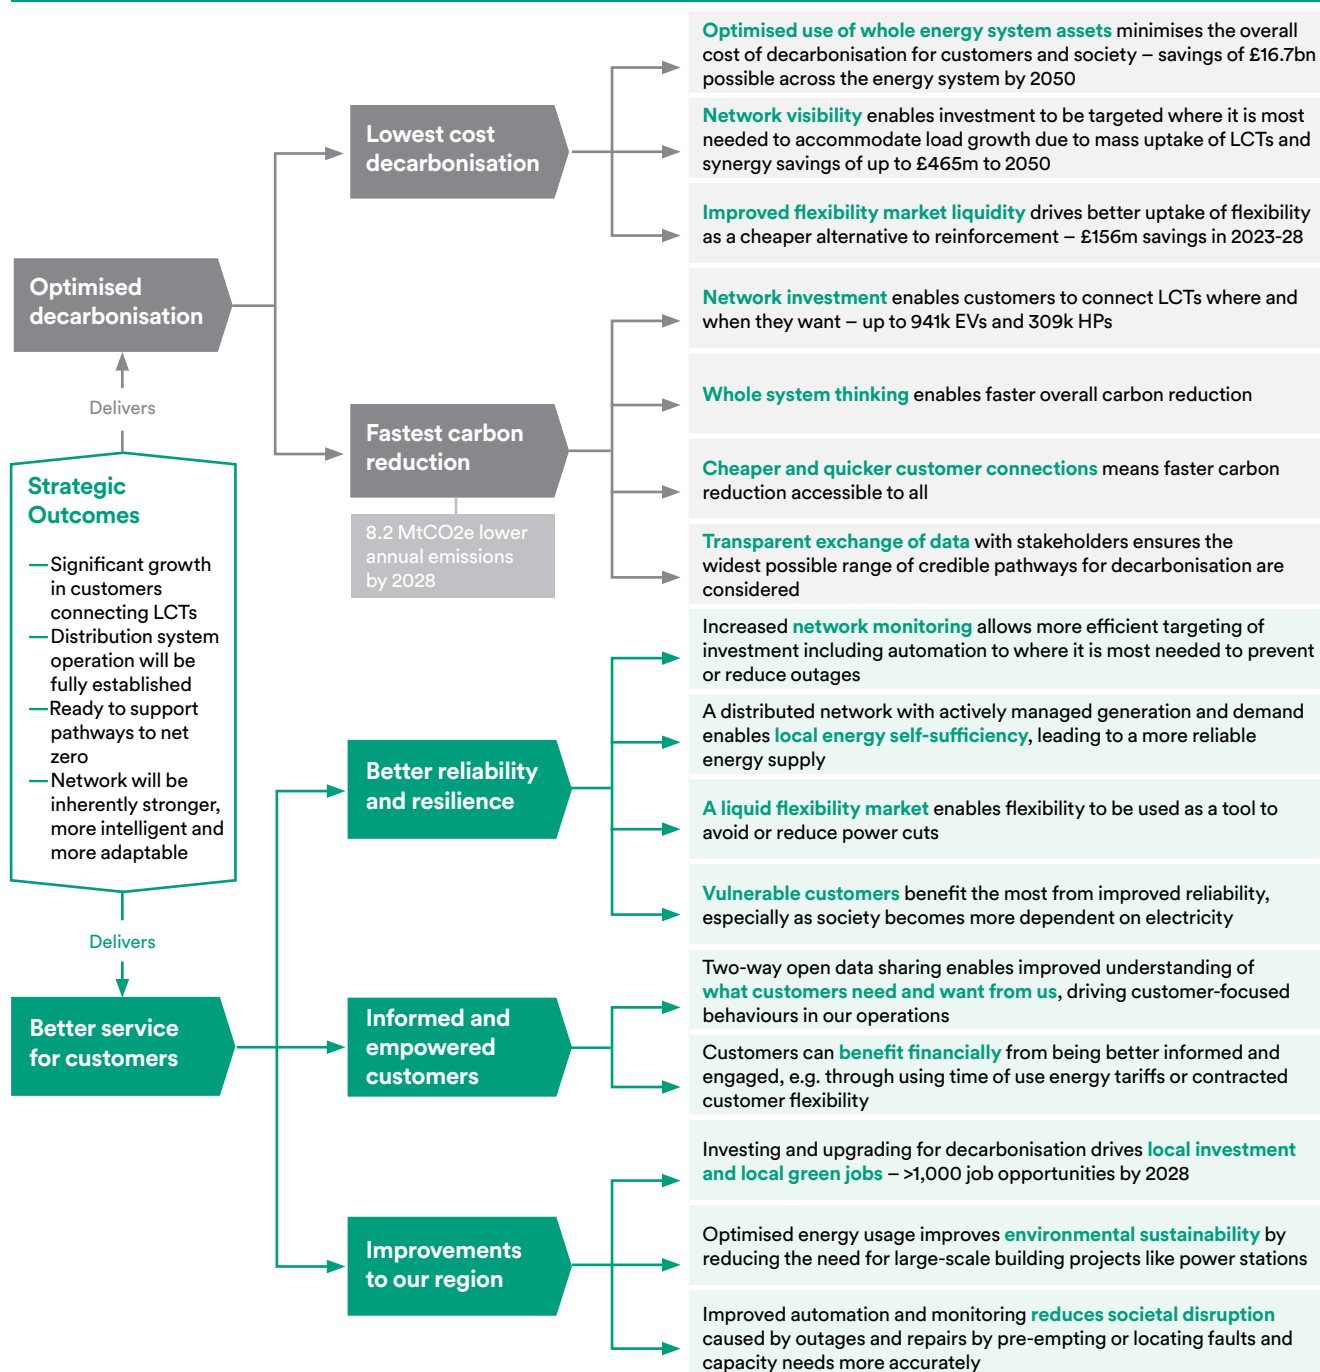 Optimised use of whole energy system assets minimises the overall
cost of decarbonisation for customers and society – savings of £16.7bn
possible across the energy system by 2050
Network visibility enables investment to be targeted where it is most
needed to accommodate load growth due to mass uptake of LCTs and
synergy savings of up to £465m to 2050
Lowest cost
decarbonisation
Improved flexibility market liquidity drives better uptake of flexibility
as a cheaper alternative to reinforcement – £156m savings in 2023-28
Optimised
decarbonisation
Network investment enables customers to connect LCTs where and
when they want – up to 941k EVs and 309k HPs
Whole system thinking enables faster overall carbon reduction
Delivers
Fastest carbon
reduction
Cheaper and quicker customer connections means faster carbon
reduction accessible to all
8.2 MtCO2e lower
annual emissions
by 2028
Transparent exchange of data with stakeholders ensures the
widest possible range of credible pathways for decarbonisation are
considered
Strategic
Outcomes
— Significant growth
in customers
connecting LCTs
— Distribution system
operation will be
fully established
— Ready to support
pathways to net
zero
— Network will be
inherently stronger,
more intelligent and
more adaptable
Increased network monitoring allows more efficient targeting of
investment including automation to where it is most needed to prevent
or reduce outages
A distributed network with actively managed generation and demand
enables local energy self-sufficiency, leading to a more reliable
energy supply
Better reliability
and resilience
A liquid flexibility market enables flexibility to be used as a tool to
avoid or reduce power cuts
Vulnerable customers benefit the most from improved reliability,
especially as society becomes more dependent on electricity
Delivers
Better service
for customers
Two-way open data sharing enables improved understanding of
what customers need and want from us, driving customer-focused
behaviours in our operations
Informed and
empowered
customers
Customers can benefit financially from being better informed and
engaged, e.g. through using time of use energy tariffs or contracted
customer flexibility
Investing and upgrading for decarbonisation drives local investment
and local green jobs – >1,000 job opportunities by 2028
Improvements
to our region
Optimised energy usage improves environmental sustainability by
reducing the need for large-scale building projects like power stations
Improved automation and monitoring reduces societal disruption
caused by outages and repairs by pre-empting or locating faults and
capacity needs more accurately